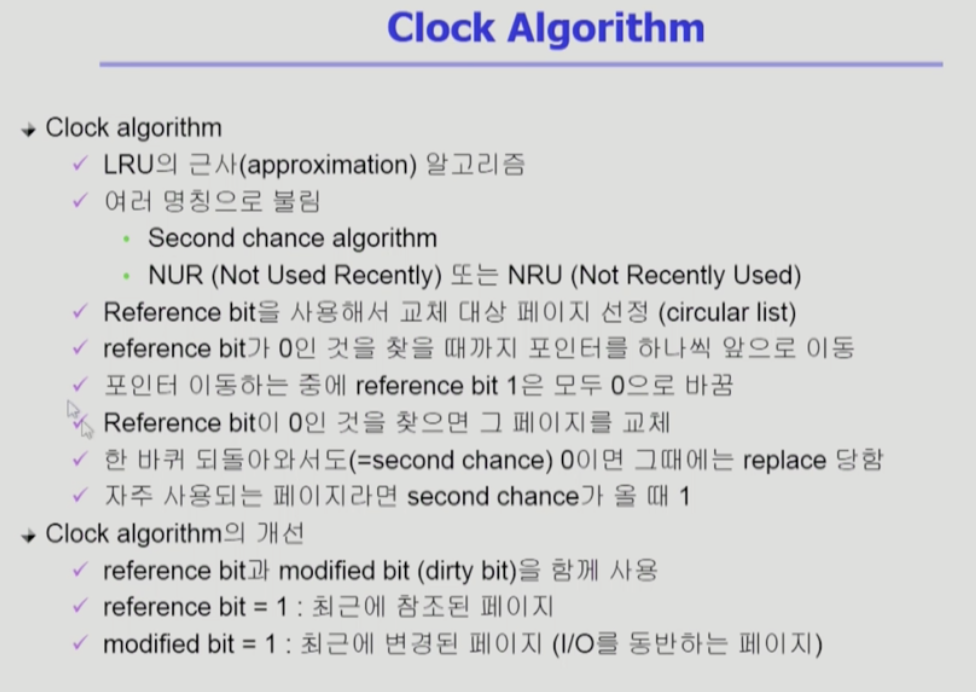 Clock Algorithm
Clock algorithm
LRU의 근사(approximation) 알고리즘
여러 명칭으로 불림
Second chance algorithm
NUR (Not Used Recently) 또는 NRU (Not Recently Used)
Reference bit을 사용해서 교체 대상 페이지 선정 (circular list)
reference bit가 0인 것을 찾을 때까지 포인터를 하나씩 앞으로 이동
포인터 이동하는 중에 reference bit 1은 모두 0으로 바꿈
Reference bit이 0인 것을 찾으면 그 페이지를 교체
한 바퀴 되돌아와서도(=second chance) 0이면 그때에는 replace 당함
자주 사용되는 페이지라면 second chance가 올 때 1
Clock algorithm의 개선
reference bit과 modified bit (dirty bit)을 함께 사용
reference bit = 1 : 최근에 참조된 페이지
modified bit = 1 : 최근에 변경된 페이지 (I/O를 동반하는 페이지)